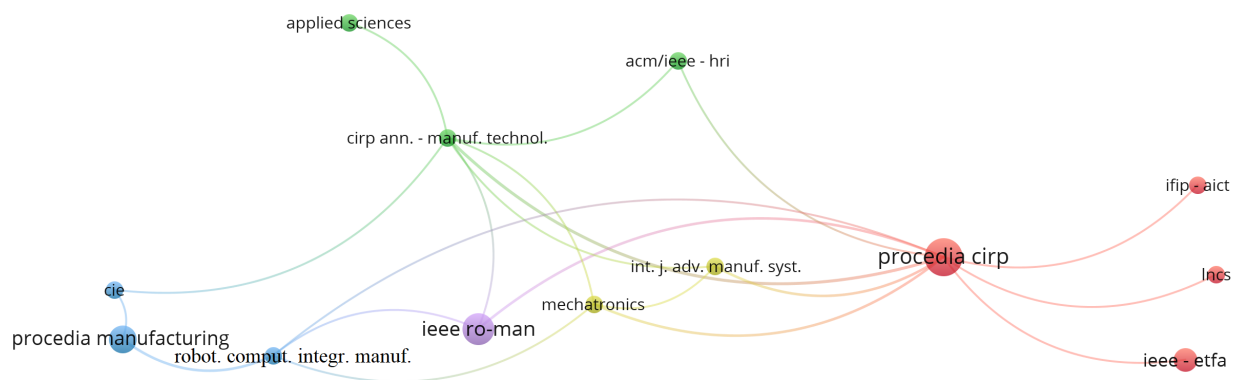 applied sciences
acm/ieee - hri
cirp ann. - manuf. technol.
ifip - aict
procedia cirp
int. j. adv. manuf. syst.
lncs
cie
mechatronics
ieee ro-man
procedia manufacturing
robot. comput. integr. manuf.
ieee - etfa